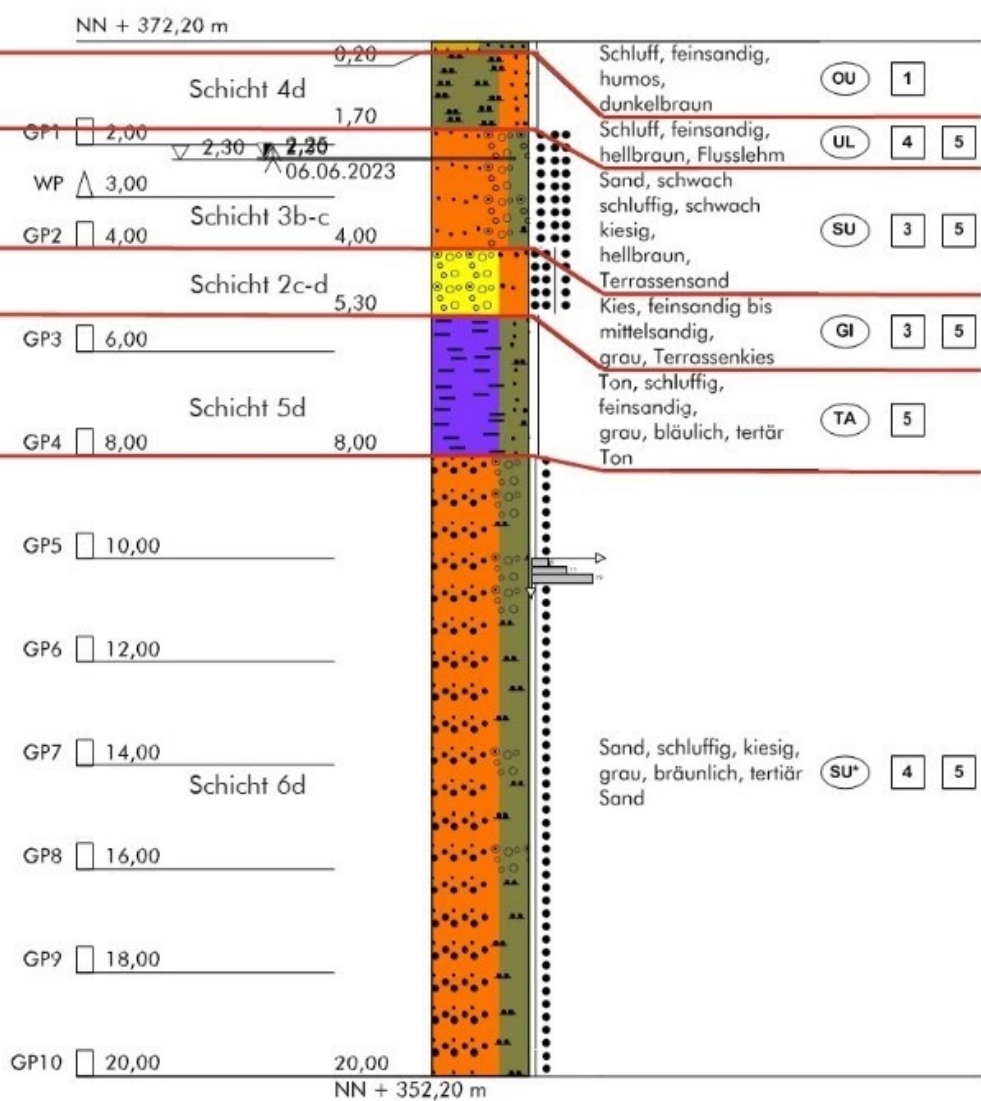 NN + 372,20 m
0,20
Schluff, feinsandig,
humos,
dunkelbraun
OU 1
Schicht 4d
1,70
GP1 2,00
Schluff, feinsandig,
hellbraun, Flusslehm
UL 4 5
2,30
06.06.2023
WP 3,00
Schicht 3b-c
GP2 4,00 4,00
Sand, schwach
schluffig, schwach
kiesig,
hellbraun,
Terrassensand
SU 3 5
Schicht 2c-d
5,30
Kies, feinsandig bis
mittelsandig,
grau, Terrassenkies
GI 3 5
GP3 6,00
Schicht 5d
GP4 8,00 8,00
Ton, schluffig,
feinsandig,
grau, bläulich, tertär
Ton
TA 5
GP5 10,00
GP6 12,00
GP7 14,00
Schicht 6d
Sand, schluffig, kiesig,
grau, bräunlich, tertiär
Sand
SU* 4 5
GP8 16,00
GP9 18,00
GP10 20,00 20,00
NN + 352,20 m